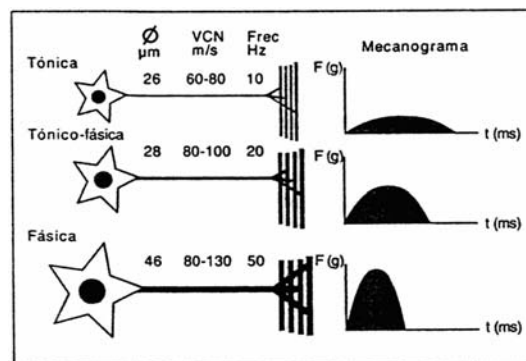 Ø VCN Frec
µm m/s Hz
Mecanograma
Tónica
26 60-80 10
F (g)
t (ms)
Tónico-fásica
28 80-100 20
F (g)
t (ms)
Fásica
46 80-130 50
F (g)
t (ms)